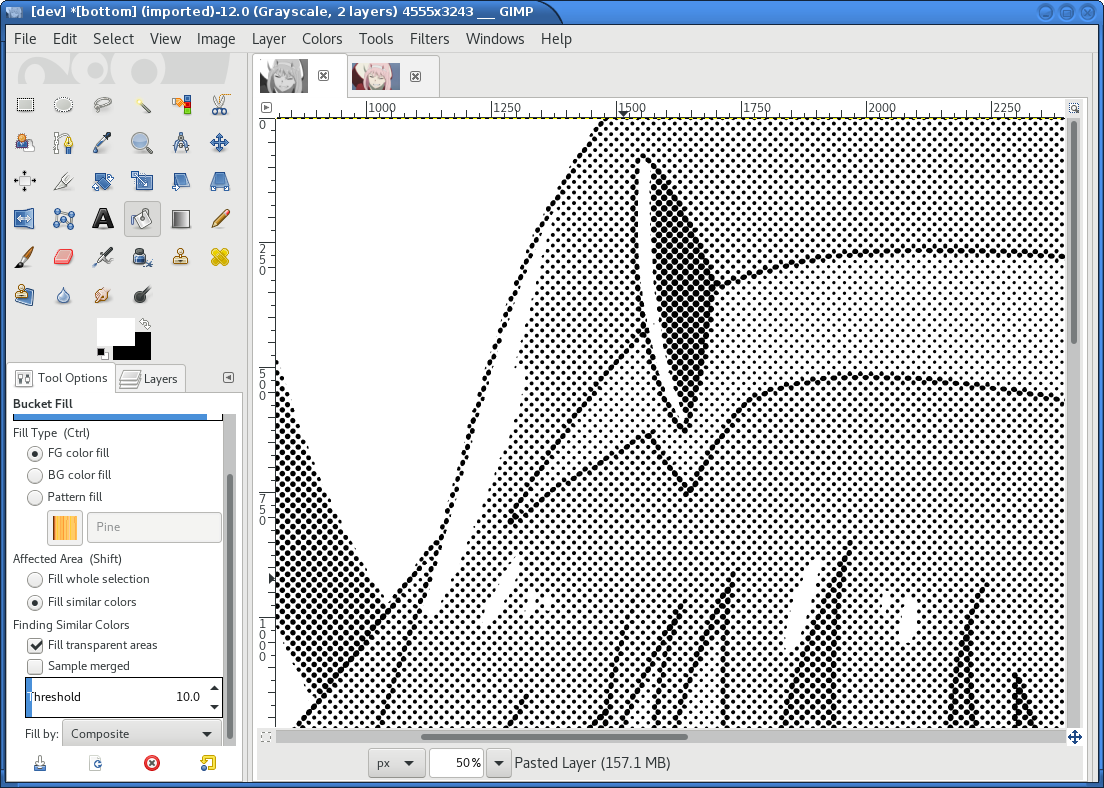 [dev] *[bottom] (imported)-12.0 (Grayscale, 2 layers) 4555x3243 __ GIMP
File Edit Select View Image Layer Colors Tools Filters Windows Help
1000 1250 1500 1750 2000 2250
0
250
500
750
1000
Tool Options Layers
Bucket Fill
Fill Type (Ctrl)
FG color fill
BG color fill
Pattern fill
Pine
Affected Area (Shift)
Fill whole selection
Fill similar colors
Finding Similar Colors
Fill transparent areas
Sample merged
Threshold 10.0
Fill by: Composite
px 50% Pasted Layer (157.1 MB)